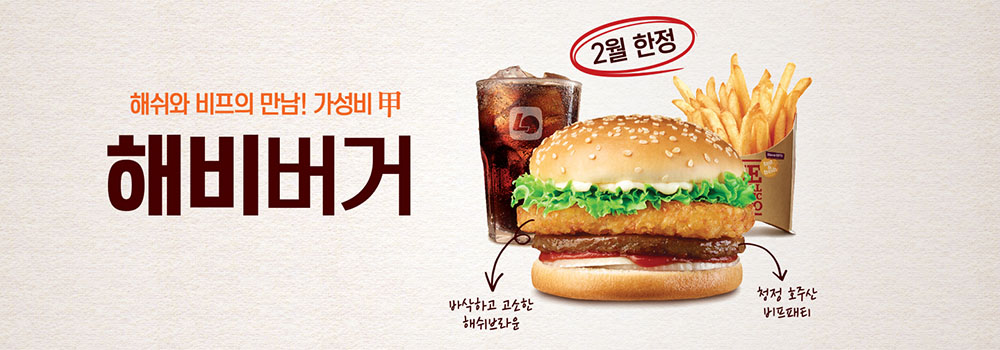 2월 한정
해쉬와 비프의 만남! 가성비 甲
해비버거
바삭하고 고소한
해쉬브라운
청정 호주산
비프패티